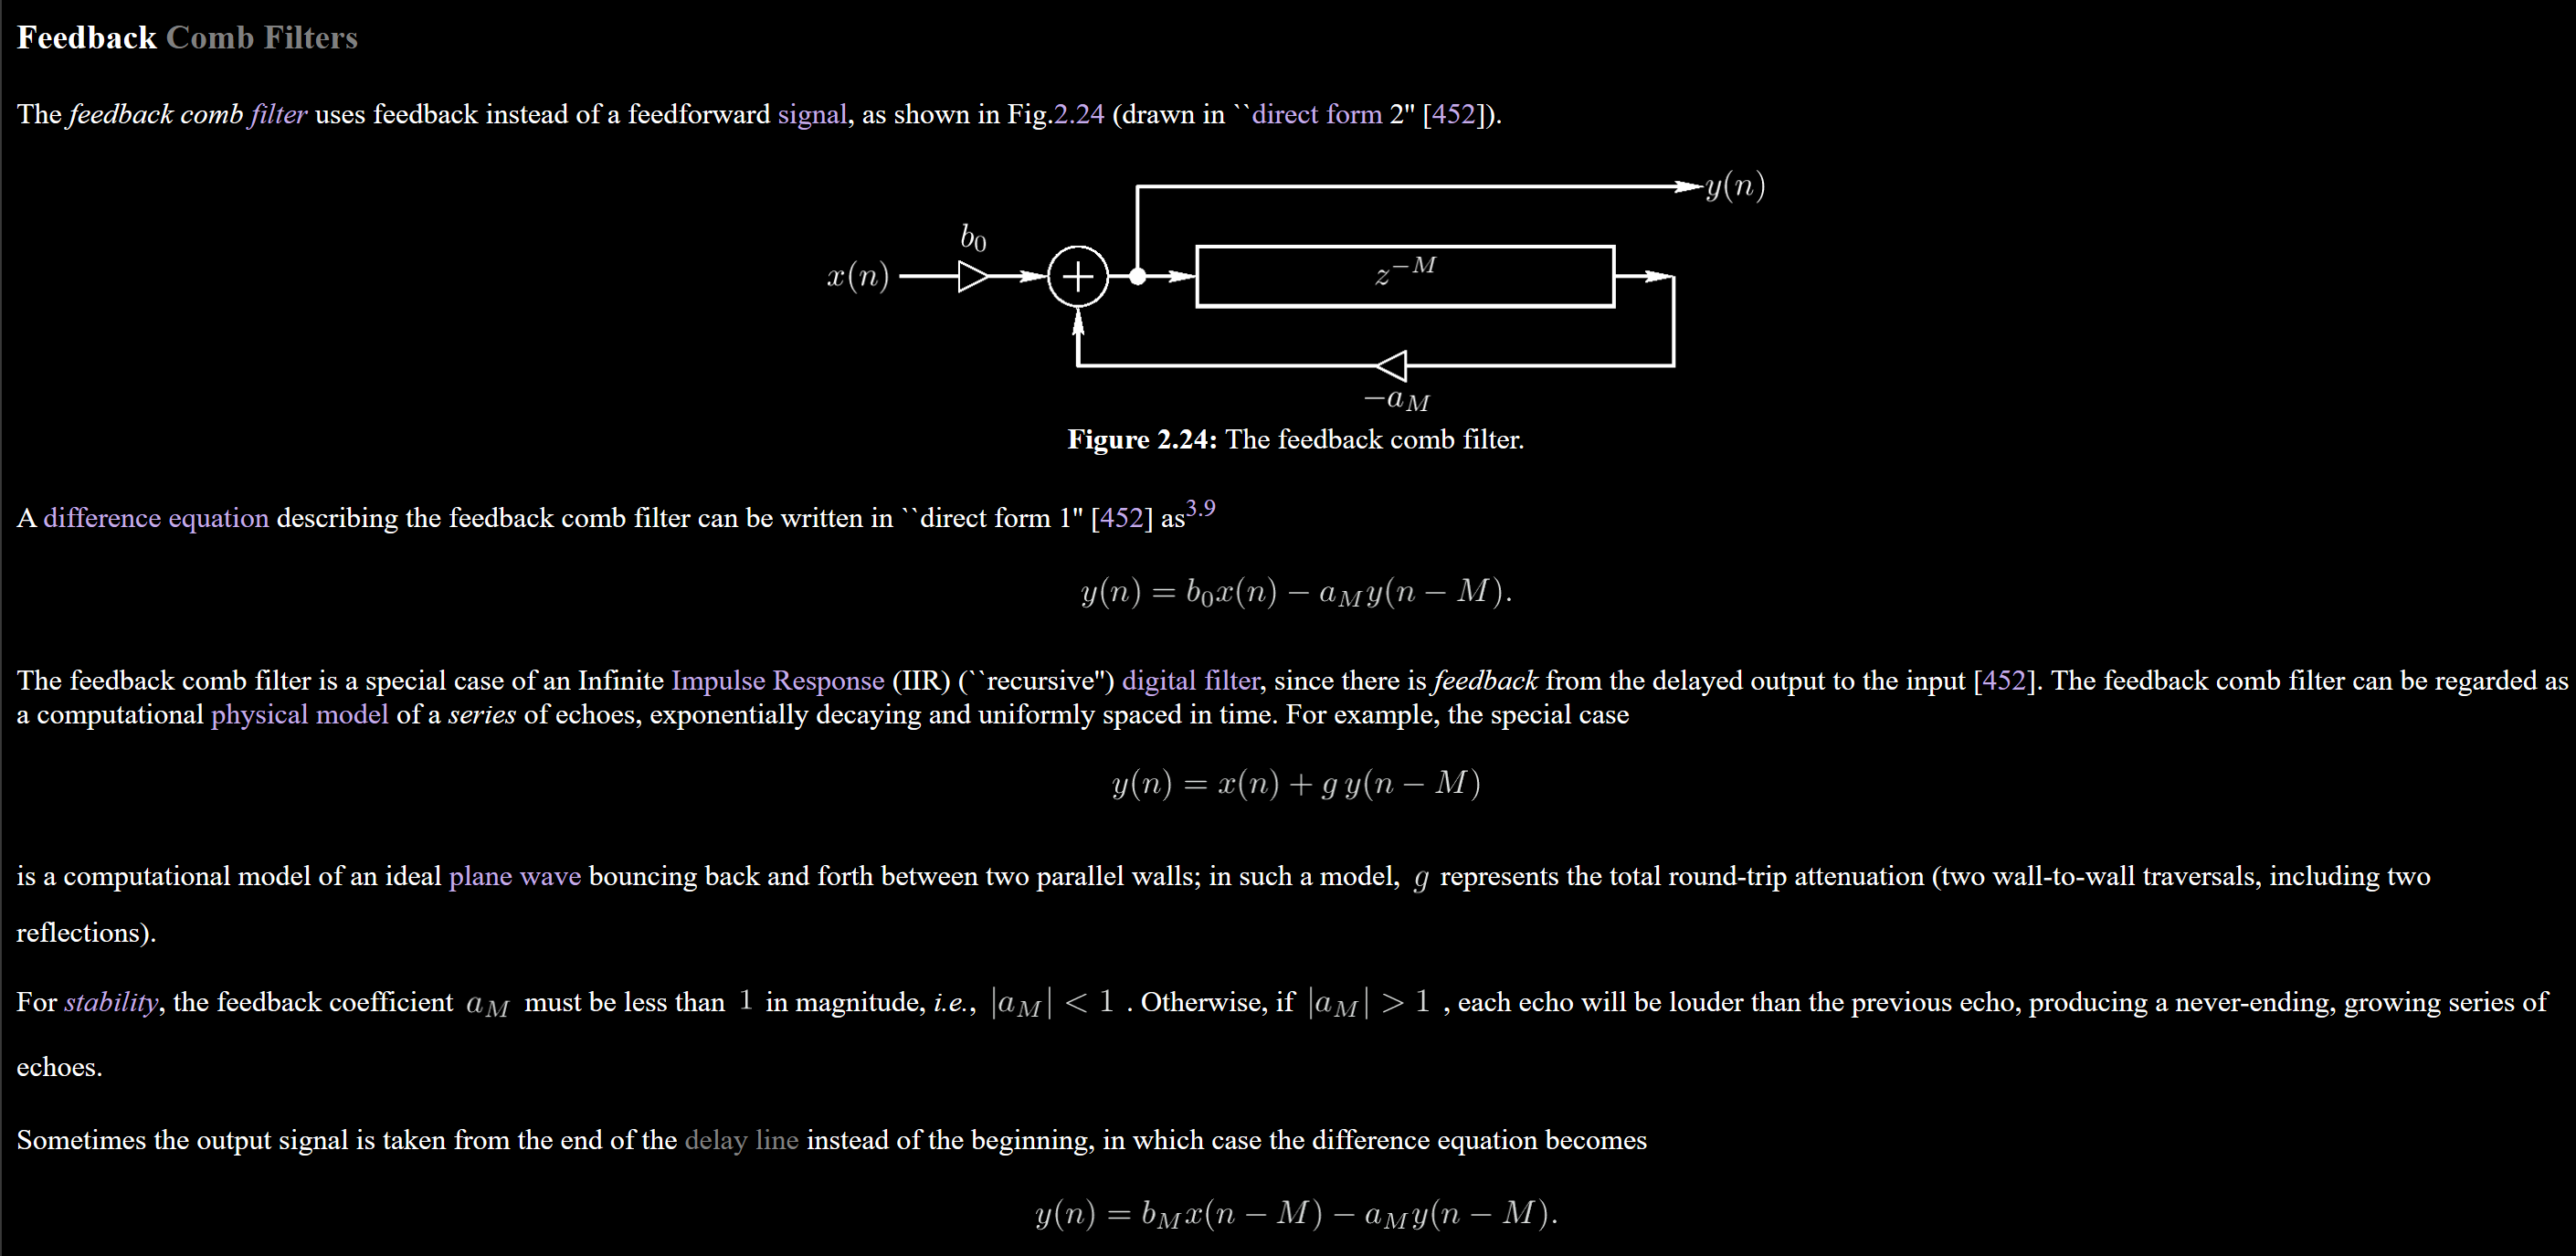 Feedback Comb Filters
The feedback comb filter uses feedback instead of a feedforward signal, as shown in Fig.2.24 (drawn in ``direct form 2'' [452]).
y(n)
b₀
x(n)
+
z^{-M}
-a_M
Figure 2.24: The feedback comb filter.
A difference equation describing the feedback comb filter can be written in ``direct form 1'' [452] as^{3.9}
y(n) = b₀x(n) − a_M y(n − M).
The feedback comb filter is a special case of an Infinite Impulse Response (IIR) (``recursive'') digital filter, since there is feedback from the delayed output to the input [452]. The feedback comb filter can be regarded as
a computational physical model of a series of echoes, exponentially decaying and uniformly spaced in time. For example, the special case
y(n) = x(n) + g y(n − M)
is a computational model of an ideal plane wave bouncing back and forth between two parallel walls; in such a model, g represents the total round-trip attenuation (two wall-to-wall traversals, including two
reflections).
For stability, the feedback coefficient a_M must be less than 1 in magnitude, i.e., |a_M| < 1 . Otherwise, if |a_M| > 1 , each echo will be louder than the previous echo, producing a never-ending, growing series of
echoes.
Sometimes the output signal is taken from the end of the delay line instead of the beginning, in which case the difference equation becomes
y(n) = b_M x(n − M) − a_M y(n − M).